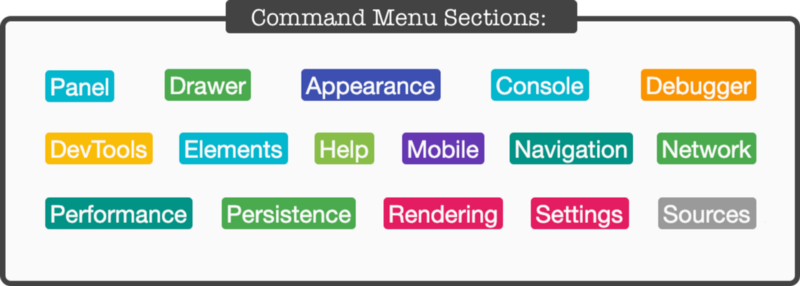 Command Menu Sections:
Panel Drawer Appearance Console Debugger
DevTools Elements Help Mobile Navigation Network
Performance Persistence Rendering Settings Sources